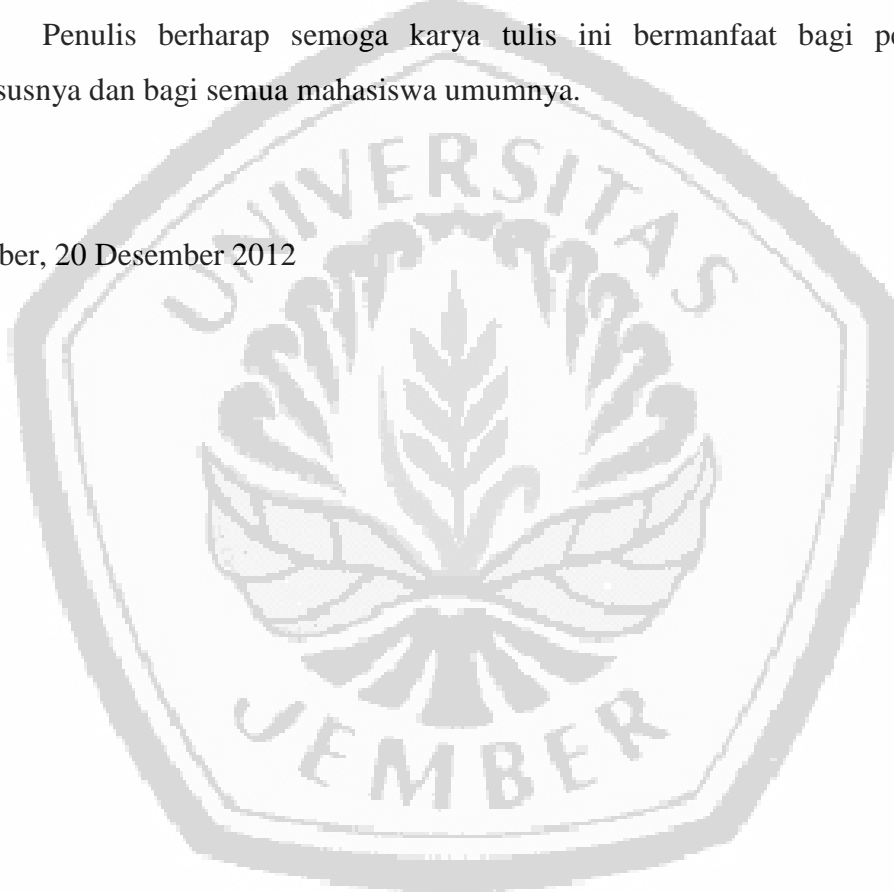 Penulis berharap semoga karya tulis ini bermanfaat bagi pe
susnya dan bagi semua mahasiswa umumnya.
ber, 20 Desember 2012
UNIVERSITAS
JEMBER